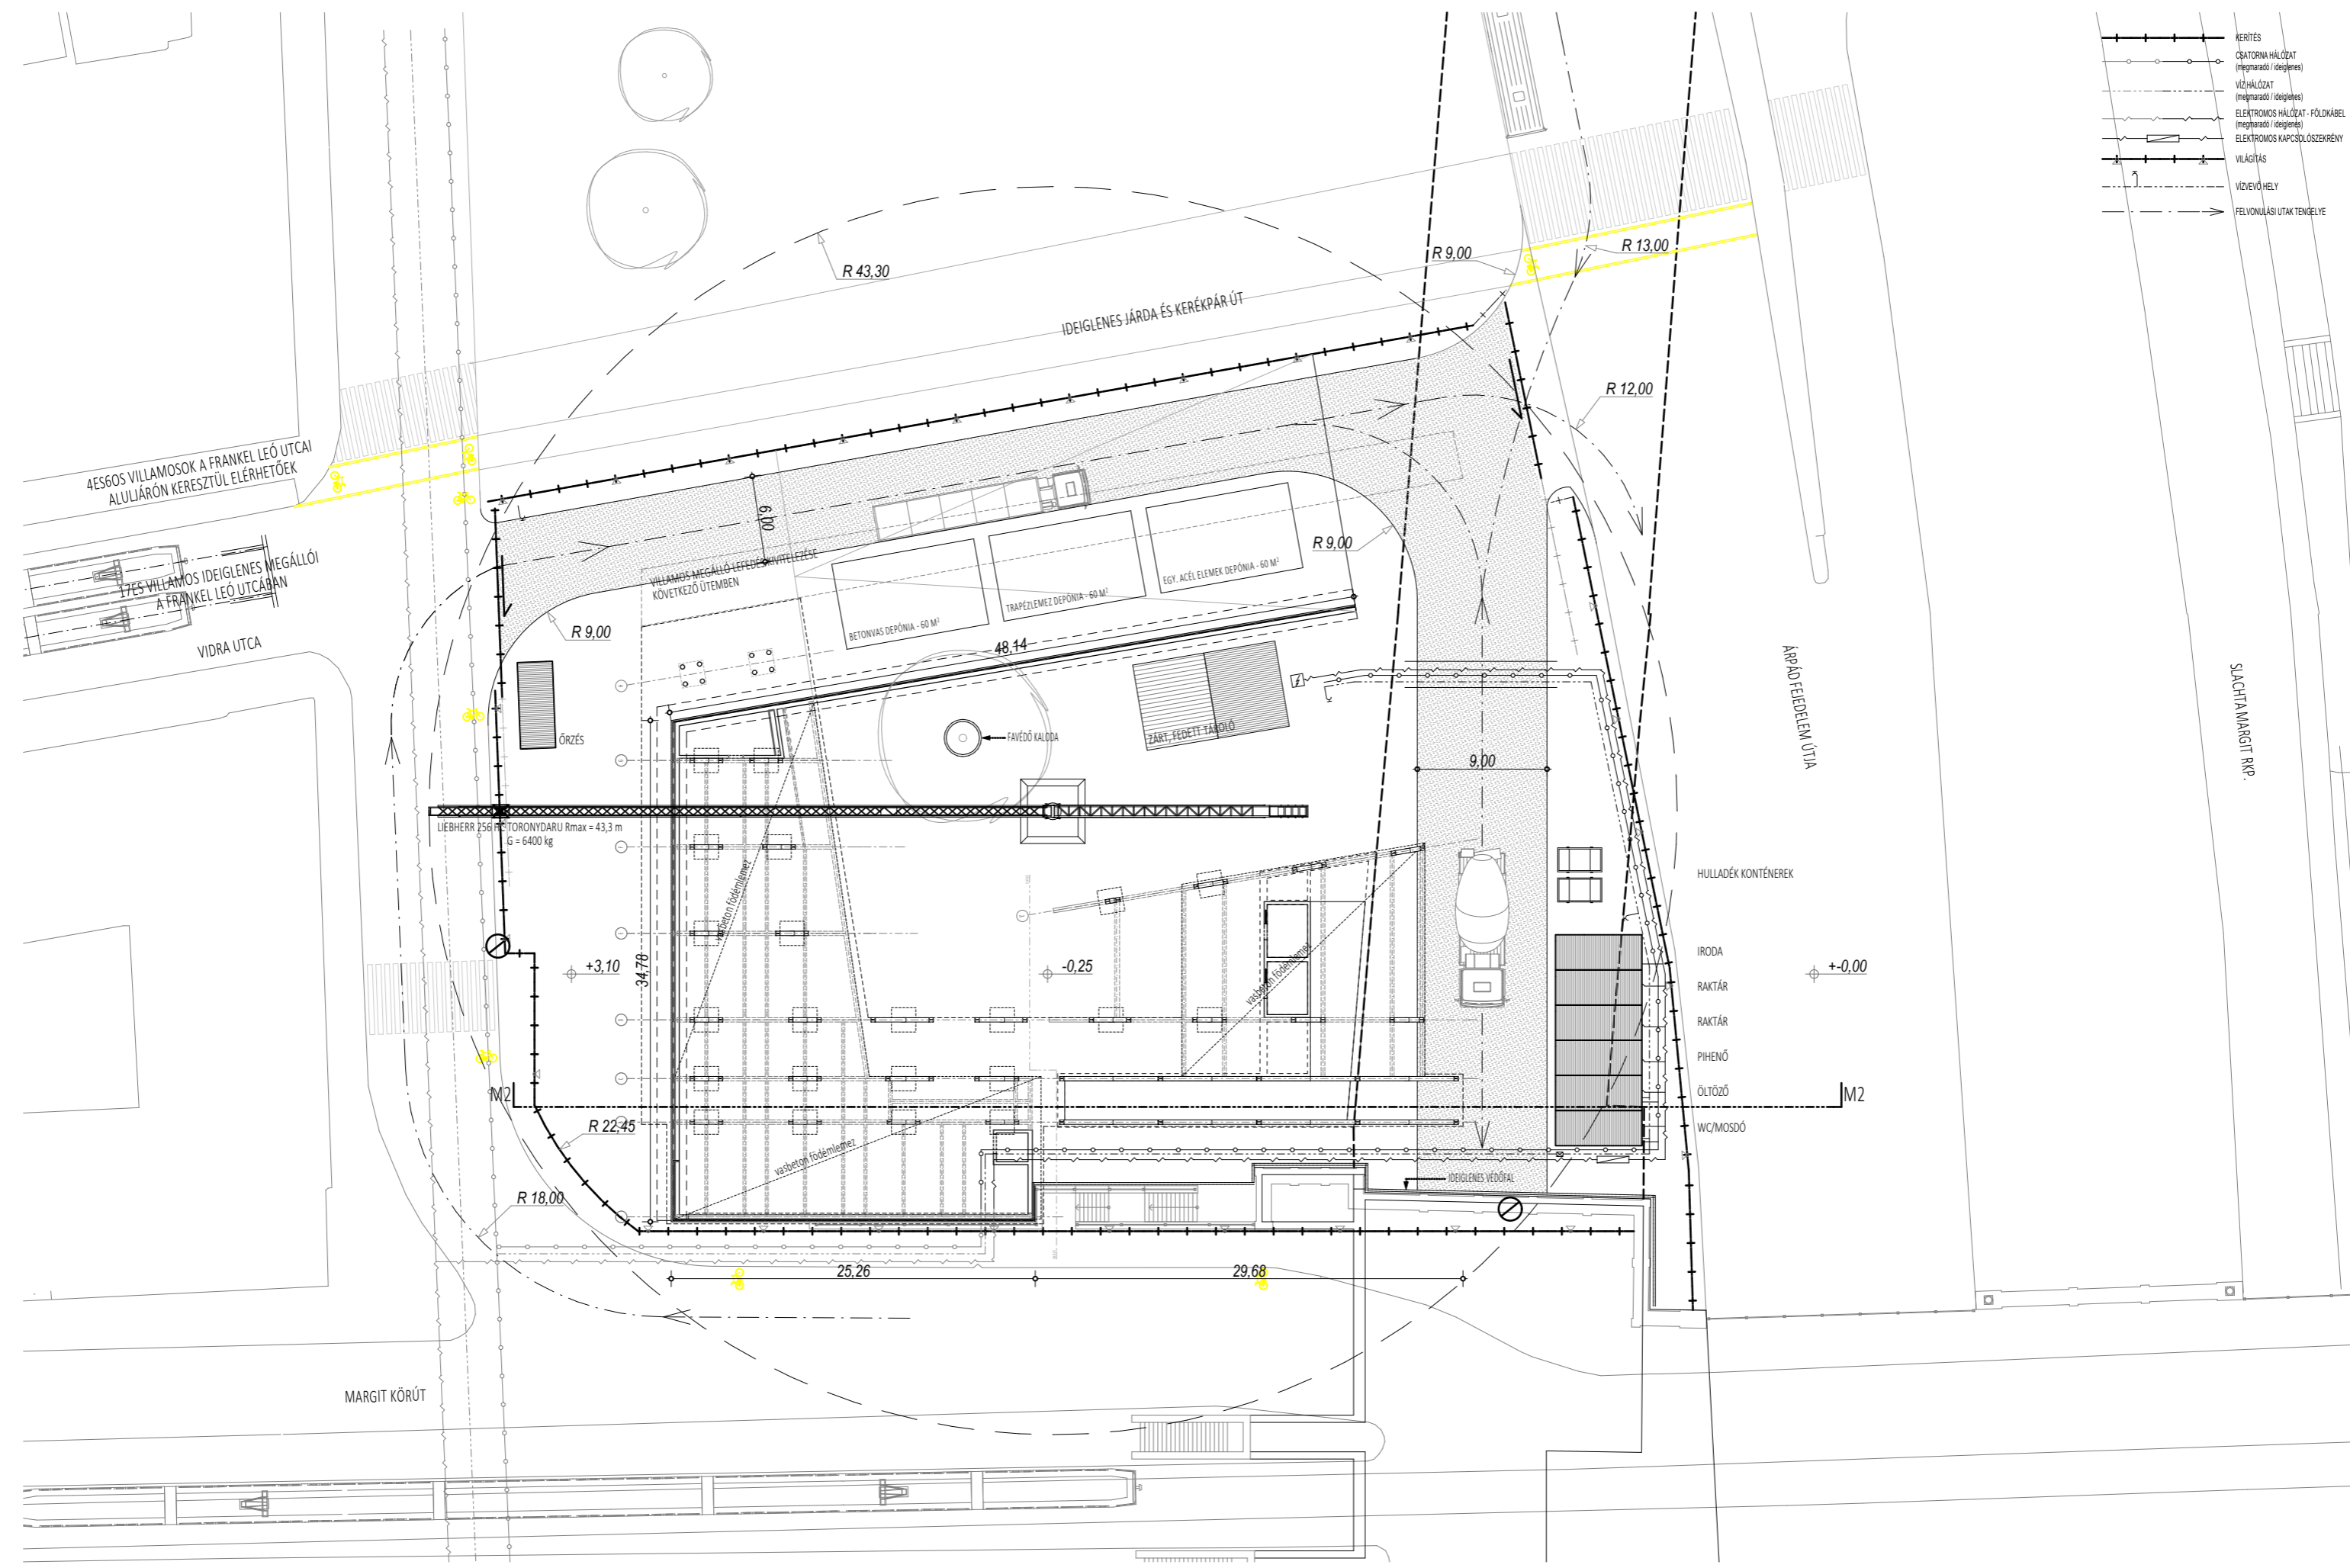 KERÍTÉS
CSATORNA HÁLÓZAT
(megmaradó / ideiglenes)
VÍZ HÁLÓZAT
(megmaradó / ideiglenes)
ELEKTROMOS HÁLÓZAT - FÖLDKÁBEL
(megmaradó / ideiglenes)
ELEKTROMOS KAPCSOLÓSZEKRÉNY
VILÁGÍTÁS
VÍZVEVŐ HELY
FELVONULÁSI UTAK TENGELYE
R 43,30
R 9,00
R 13,00
IDEIGLENES JÁRDA ÉS KERÉKPÁR ÚT
R 12,00
4ES6OS VILLAMOSOK A FRANKEL LEÓ UTCAI
ALULJÁRÓN KERESZTÜL ELÉRHETŐEK
6,00
R 9,00
17ES VILLAMOS IDEIGLENES MEGÁLLÓI
A FRANKEL LEÓ UTCÁBAN
VILLAMOS MEGÁLLÓ LEFEDÉS KIVITELEZÉSE
KÖVETKEZŐ ÜTEMBEN
EGY. ACÉL ELEMEK DEPÓNIA - 60 M²
TRAPÉZLEMEZ DEPÓNIA - 60 M²
BETONVAS DEPÓNIA - 60 M²
R 9,00
VIDRA UTCA
48,14
ÁRPÁD FEJEDELEM ÚTJA
SLACHTA MARGIT RKP.
ŐRZÉS
FAVÉDŐ KALODA
ZÁRT, FEDETT TÁROLÓ
9,00
LIEBHERR 256 HC TORONYDARU Rmax = 43,3 m
G = 6400 kg
HULLADÉK KONTÉNEREK
vasbeton födémlemez
vasbeton födémlemez
IRODA
+3,10
34,78
-0,25
+-0,00
RAKTÁR
RAKTÁR
PIHENŐ
ÖLTÖZŐ
M2
M2
R 22,45
WC/MOSDÓ
vasbeton födémlemez
IDEIGLENES VÉDŐFAL
R 18,00
25,26
29,68
MARGIT KÖRÚT